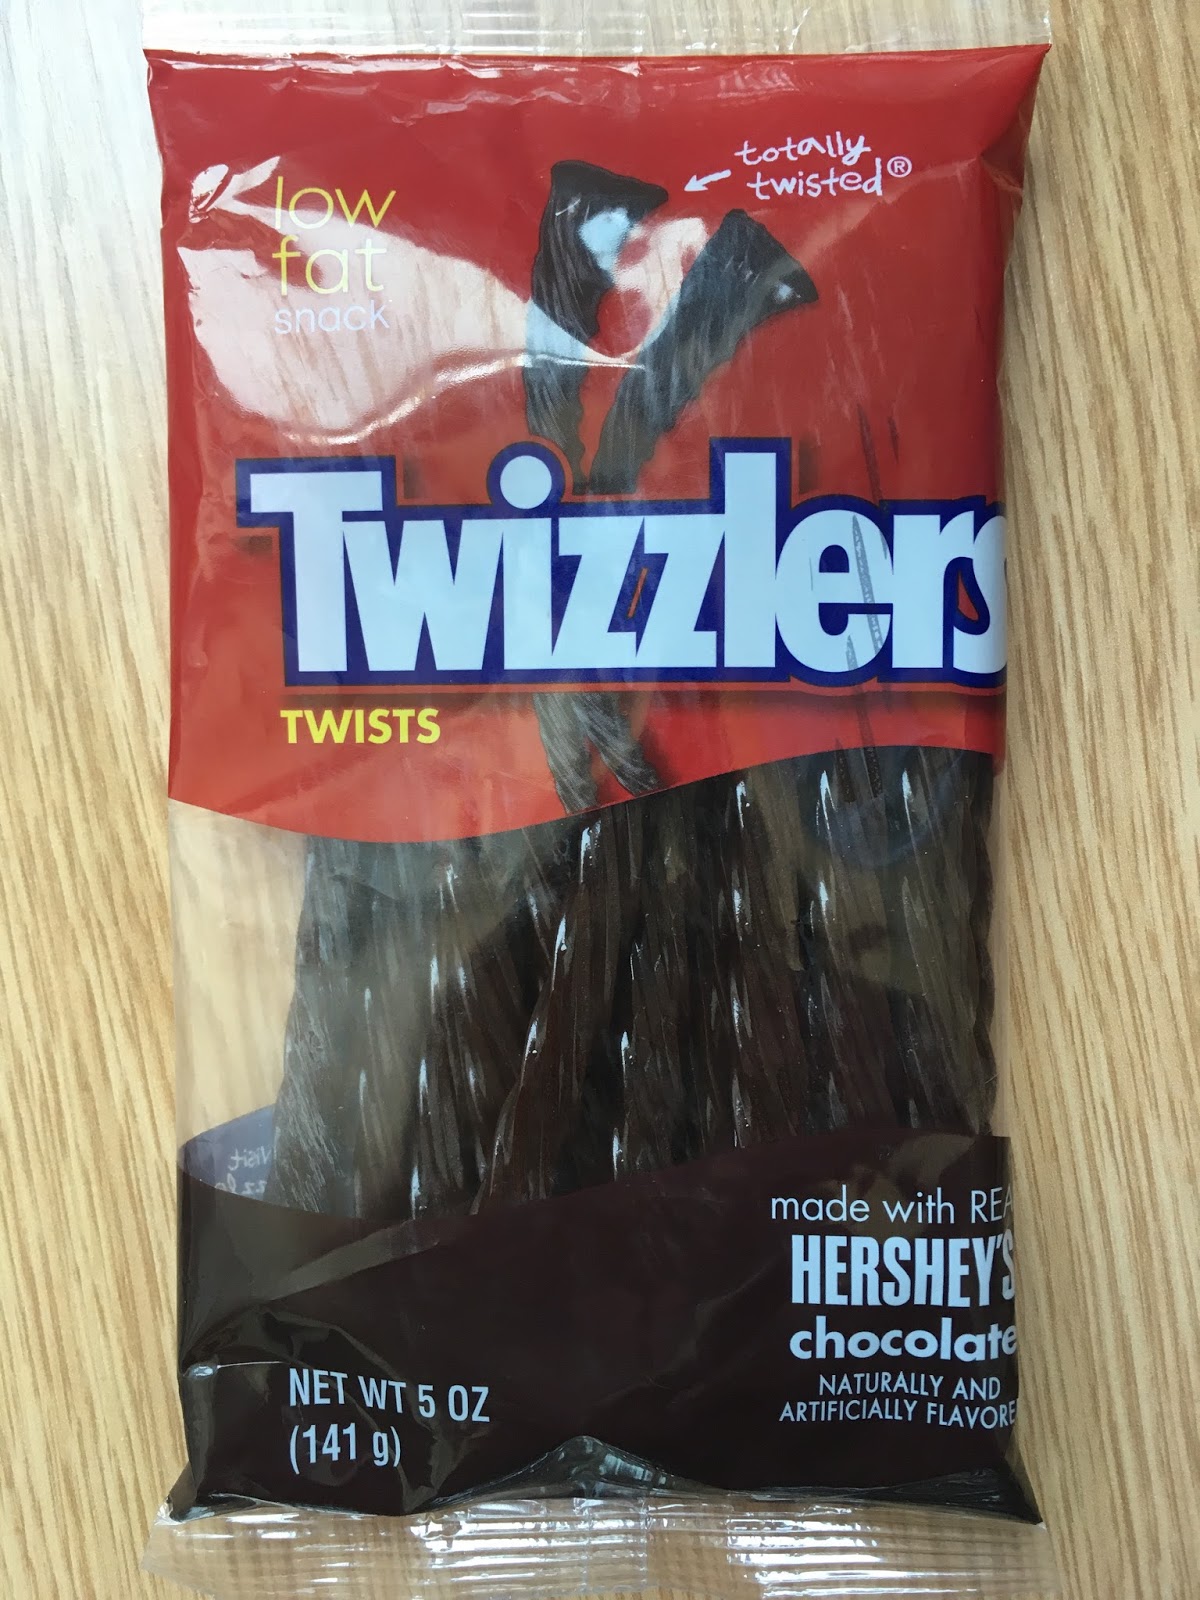 totally
twisted®
low
fat
snack
Twizzlers
TWISTS
made with REA
HERSHEY'S
chocolate
NATURALLY AND
ARTIFICIALLY FLAVORE
NET WT 5 OZ
(141 g)
visit